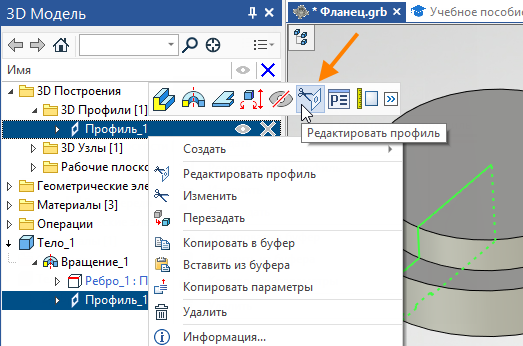 3D Модель
* Фланец.grb
Учебное пособие
Имя
3D Построения
3D Профили [1]
Профиль_1
3D Узлы [1]
Рабочие плоско
Геометрические эле
Материалы [3]
Операции
Тело_1
Вращение_1
Ребро_1 : П
Профиль_1
Редактировать профиль
Создать
Редактировать профиль
Изменить
Перезадать
Копировать в буфер
Вставить из буфера
Копировать параметры
Удалить
Информация...